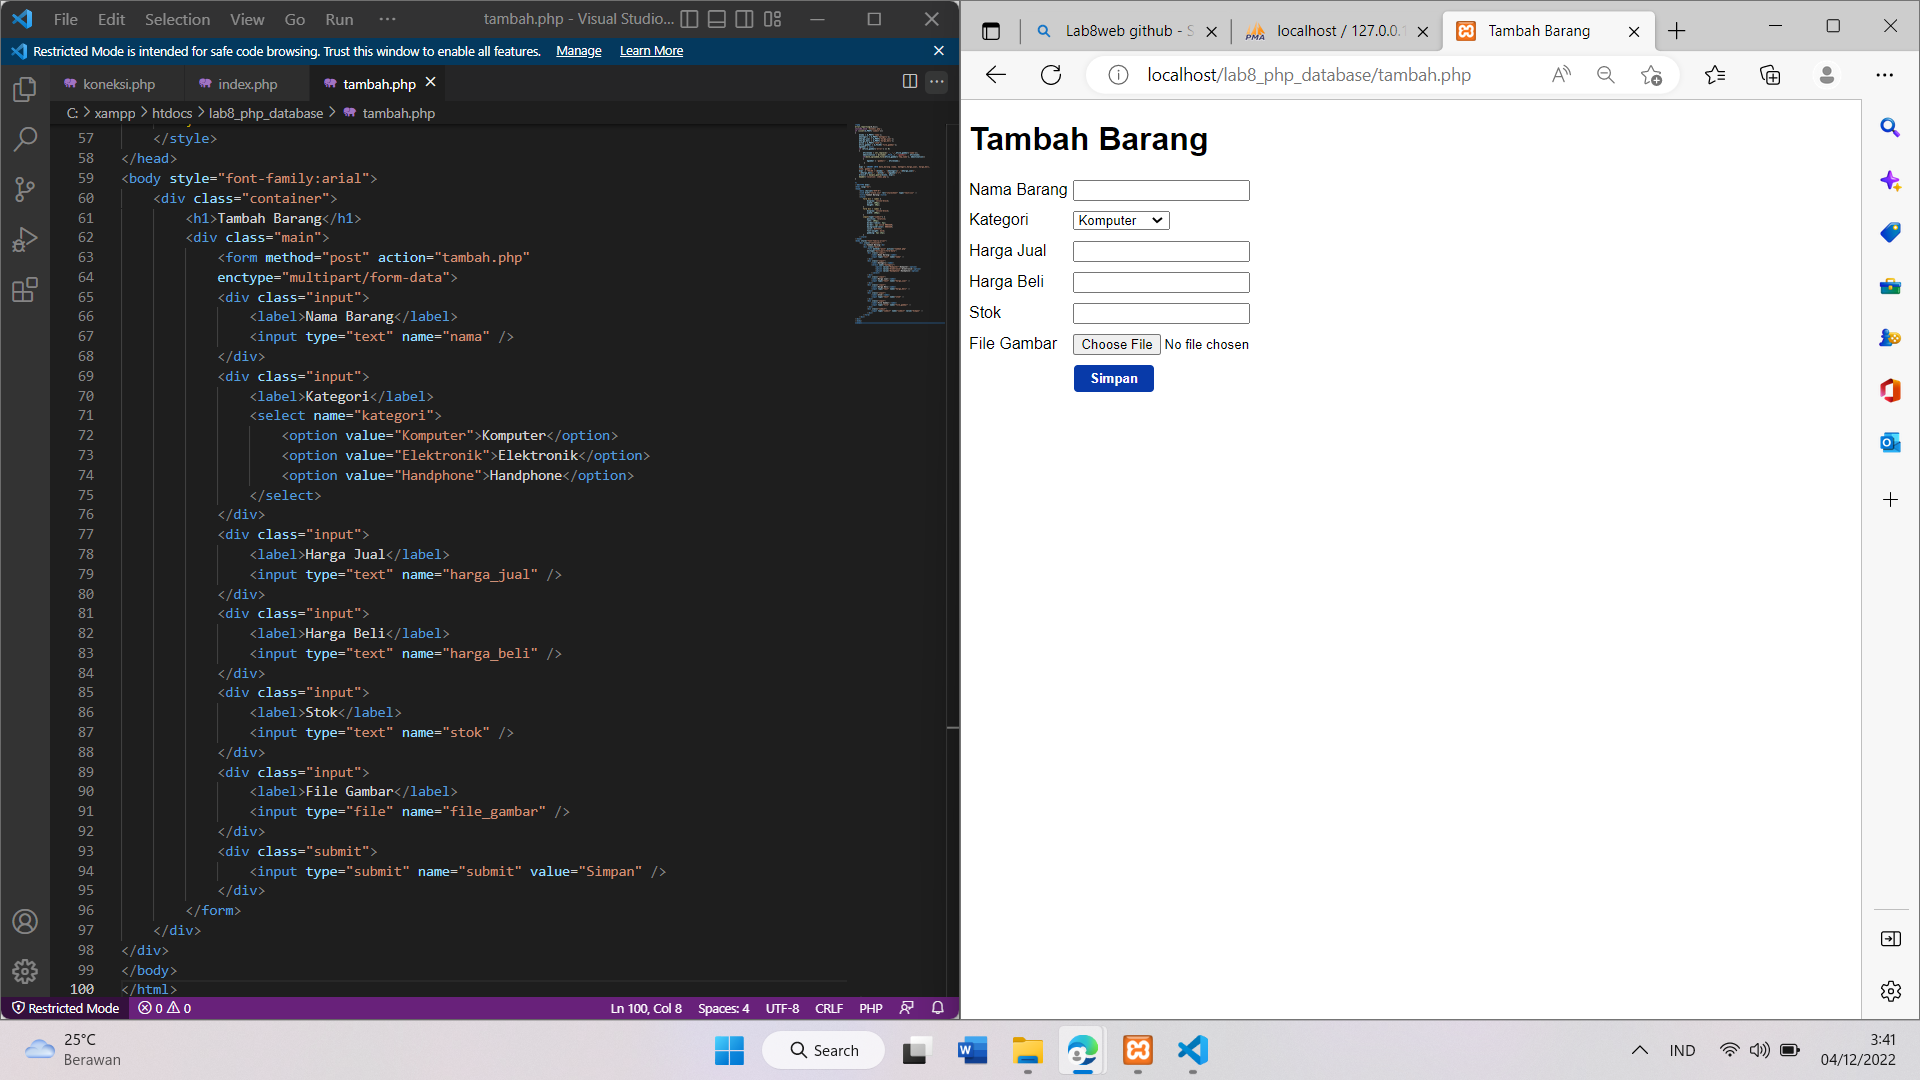 File Edit Selection View Go Run ··· tambah.php - Visual Studio...
Restricted Mode is intended for safe code browsing. Trust this window to enable all features. Manage Learn More
koneksi.php index.php tambah.php
C: > xampp > htdocs > lab8_php_database > tambah.php
57 </style>
58 </head>
59 <body style="font-family:arial">
60 <div class="container">
61 <h1>Tambah Barang</h1>
62 <div class="main">
63 <form method="post" action="tambah.php"
64 enctype="multipart/form-data">
65 <div class="input">
66 <label>Nama Barang</label>
67 <input type="text" name="nama" />
68 </div>
69 <div class="input">
70 <label>Kategori</label>
71 <select name="kategori">
72 <option value="Komputer">Komputer</option>
73 <option value="Elektronik">Elektronik</option>
74 <option value="Handphone">Handphone</option>
75 </select>
76 </div>
77 <div class="input">
78 <label>Harga Jual</label>
79 <input type="text" name="harga_jual" />
80 </div>
81 <div class="input">
82 <label>Harga Beli</label>
83 <input type="text" name="harga_beli" />
84 </div>
85 <div class="input">
86 <label>Stok</label>
87 <input type="text" name="stok" />
88 </div>
89 <div class="input">
90 <label>File Gambar</label>
91 <input type="file" name="file_gambar" />
92 </div>
93 <div class="submit">
94 <input type="submit" name="submit" value="Simpan" />
95 </div>
96 </form>
97 </div>
98 </div>
99 </body>
100 </html>
Restricted Mode 0 0 Ln 100, Col 8 Spaces: 4 UTF-8 CRLF PHP
Lab8web github - S localhost / 127.0.0.1 Tambah Barang
localhost/lab8_php_database/tambah.php
Tambah Barang
Nama Barang
Kategori Komputer
Harga Jual
Harga Beli
Stok
File Gambar Choose File No file chosen
Simpan
25°C
Berawan
Search
IND
3:41
04/12/2022